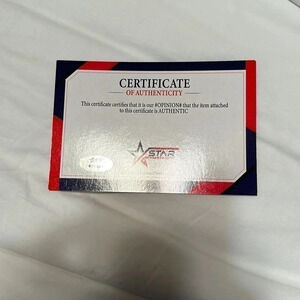 CERTIFICATE
OF AUTHENTICITY
This certificate certifies that it is our #OPINION# that the item attached
to this certificate is AUTHENTIC
STAR